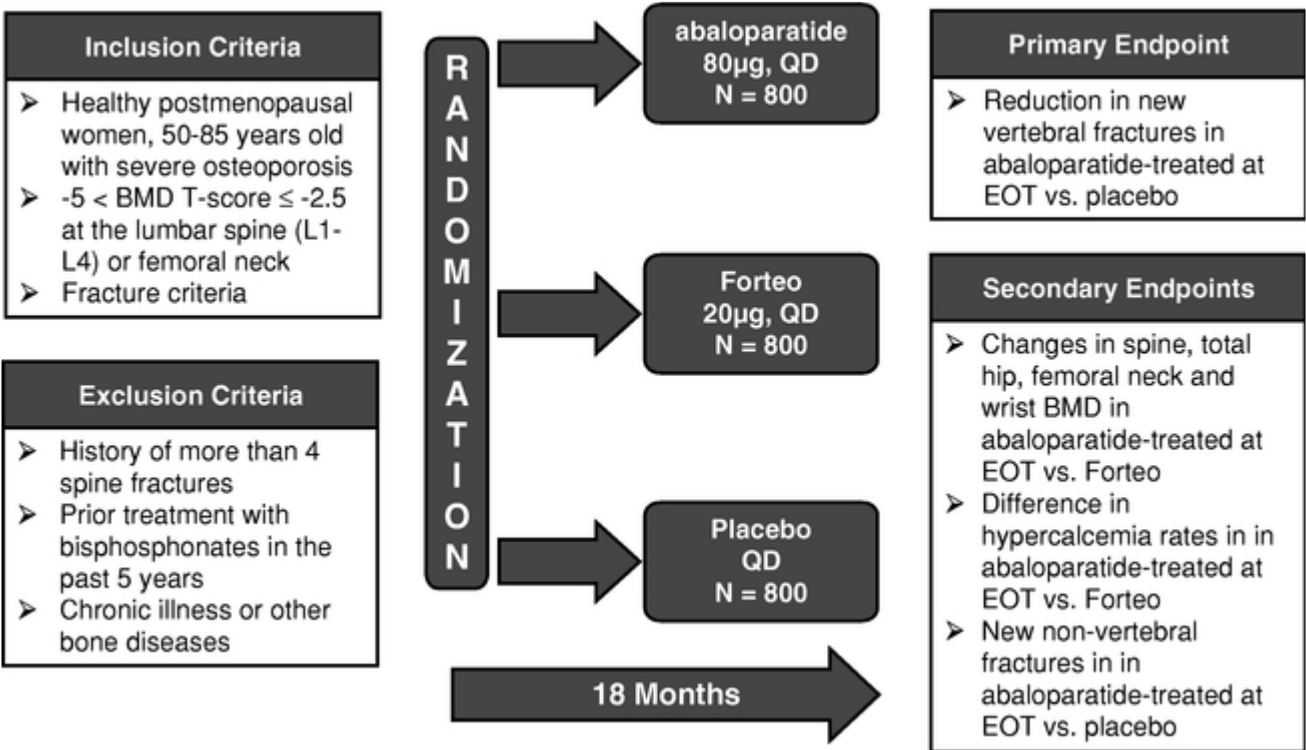 Inclusion Criteria
➢ Healthy postmenopausal
women, 50-85 years old
with severe osteoporosis
➢ -5 < BMD T-score ≤ -2.5
at the lumbar spine (L1-
L4) or femoral neck
➢ Fracture criteria
Exclusion Criteria
➢ History of more than 4
spine fractures
➢ Prior treatment with
bisphosphonates in the
past 5 years
➢ Chronic illness or other
bone diseases
RANDOMIZATION
abaloparatide
80µg, QD
N = 800
Forteo
20µg, QD
N = 800
Placebo
QD
N = 800
18 Months
Primary Endpoint
➢ Reduction in new
vertebral fractures in
abaloparatide-treated at
EOT vs. placebo
Secondary Endpoints
➢ Changes in spine, total
hip, femoral neck and
wrist BMD in
abaloparatide-treated at
EOT vs. Forteo
➢ Difference in
hypercalcemia rates in in
abaloparatide-treated at
EOT vs. Forteo
➢ New non-vertebral
fractures in in
abaloparatide-treated at
EOT vs. placebo